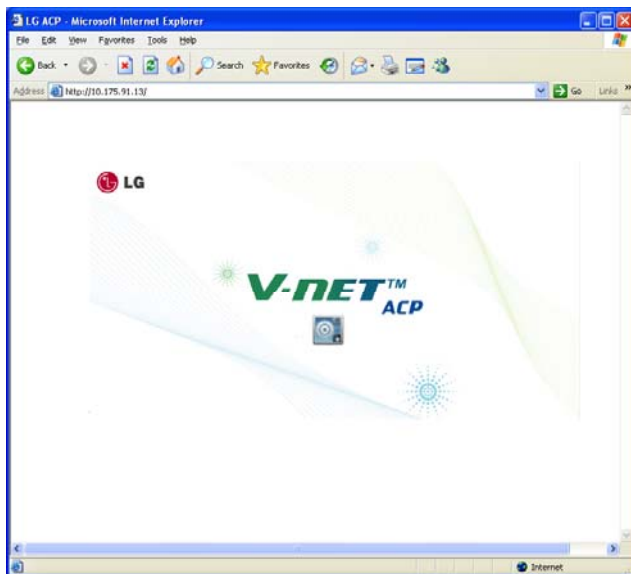 LG ACP - Microsoft Internet Explorer
File Edit View Favorites Tools Help
Back Search Favorites
Address http://10.175.91.13/ Go Links »
LG
V-NET™
ACP
Internet